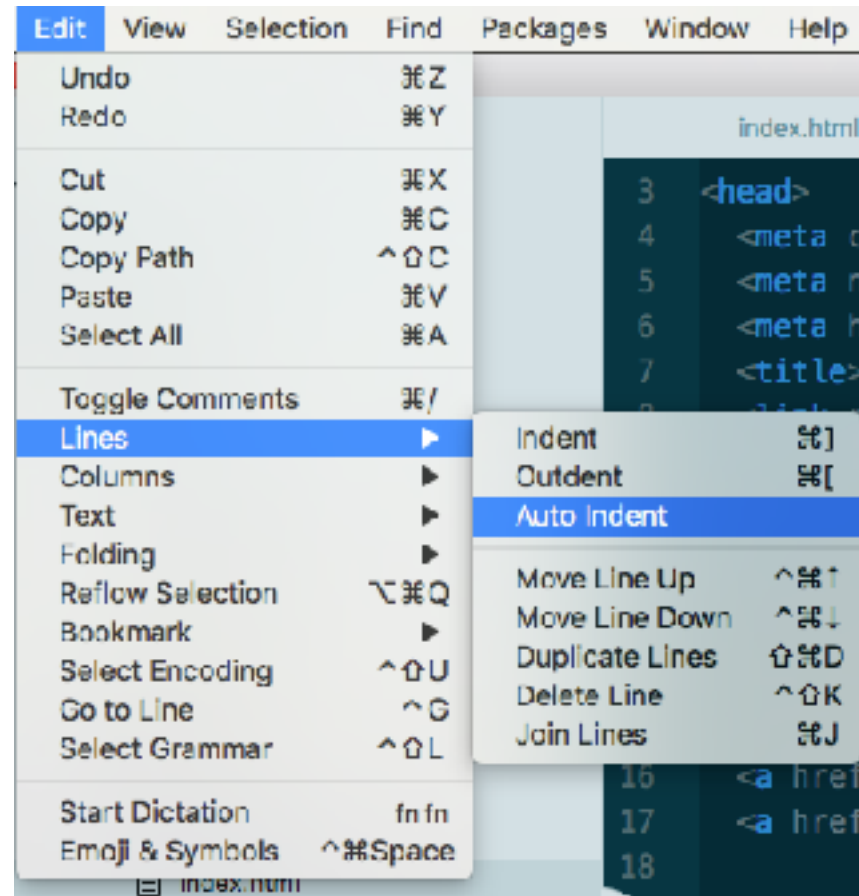 Edit View Selection Find Packages Window Help
Undo ⌘Z
Redo ⌘Y
Cut ⌘X
Copy ⌘C
Copy Path ^⇧C
Paste ⌘V
Select All ⌘A
Toggle Comments ⌘/
Lines ▶
Columns ▶
Text ▶
Folding ▶
Reflow Selection ⌥⌘Q
Bookmark ▶
Select Encoding ^⇧U
Go to Line ^G
Select Grammar ^⇧L
Start Dictation fn fn
Emoji & Symbols ^⌘Space
index.html
Indent ⌘]
Outdent ⌘[
Auto Indent
Move Line Up ^⌘↑
Move Line Down ^⌘↓
Duplicate Lines ⇧⌘D
Delete Line ^⇧K
Join Lines ⌘J
index.html
3 <head>
4 <meta
5 <meta
6 <meta
7 <title>
16 <a href
17 <a href
18